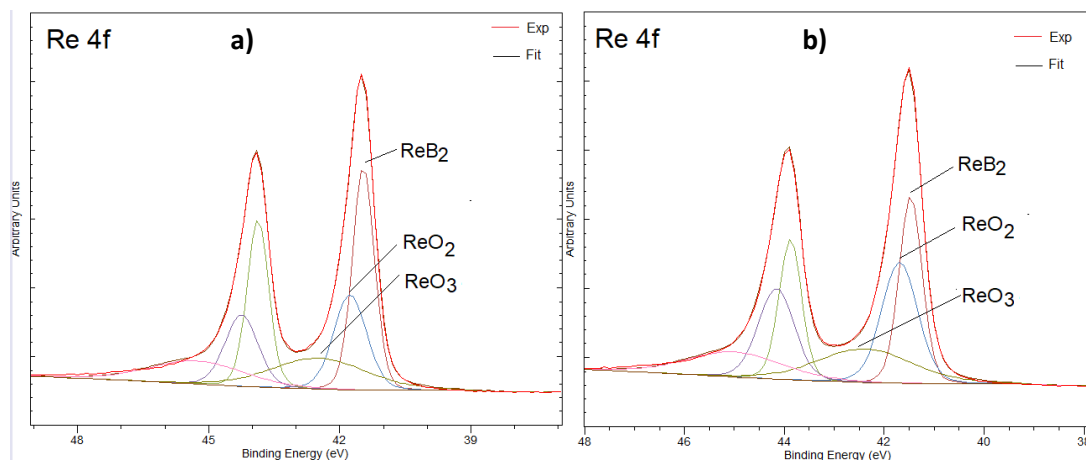 Re 4f
a)
Exp
Fit
ReB2
ReO2
ReO3
Arbitrary Units
48 45 42 39
Binding Energy (eV)
Re 4f
b)
Exp
Fit
ReB2
ReO2
ReO3
Arbitrary Units
48 46 44 42 40 38
Binding Energy (eV)